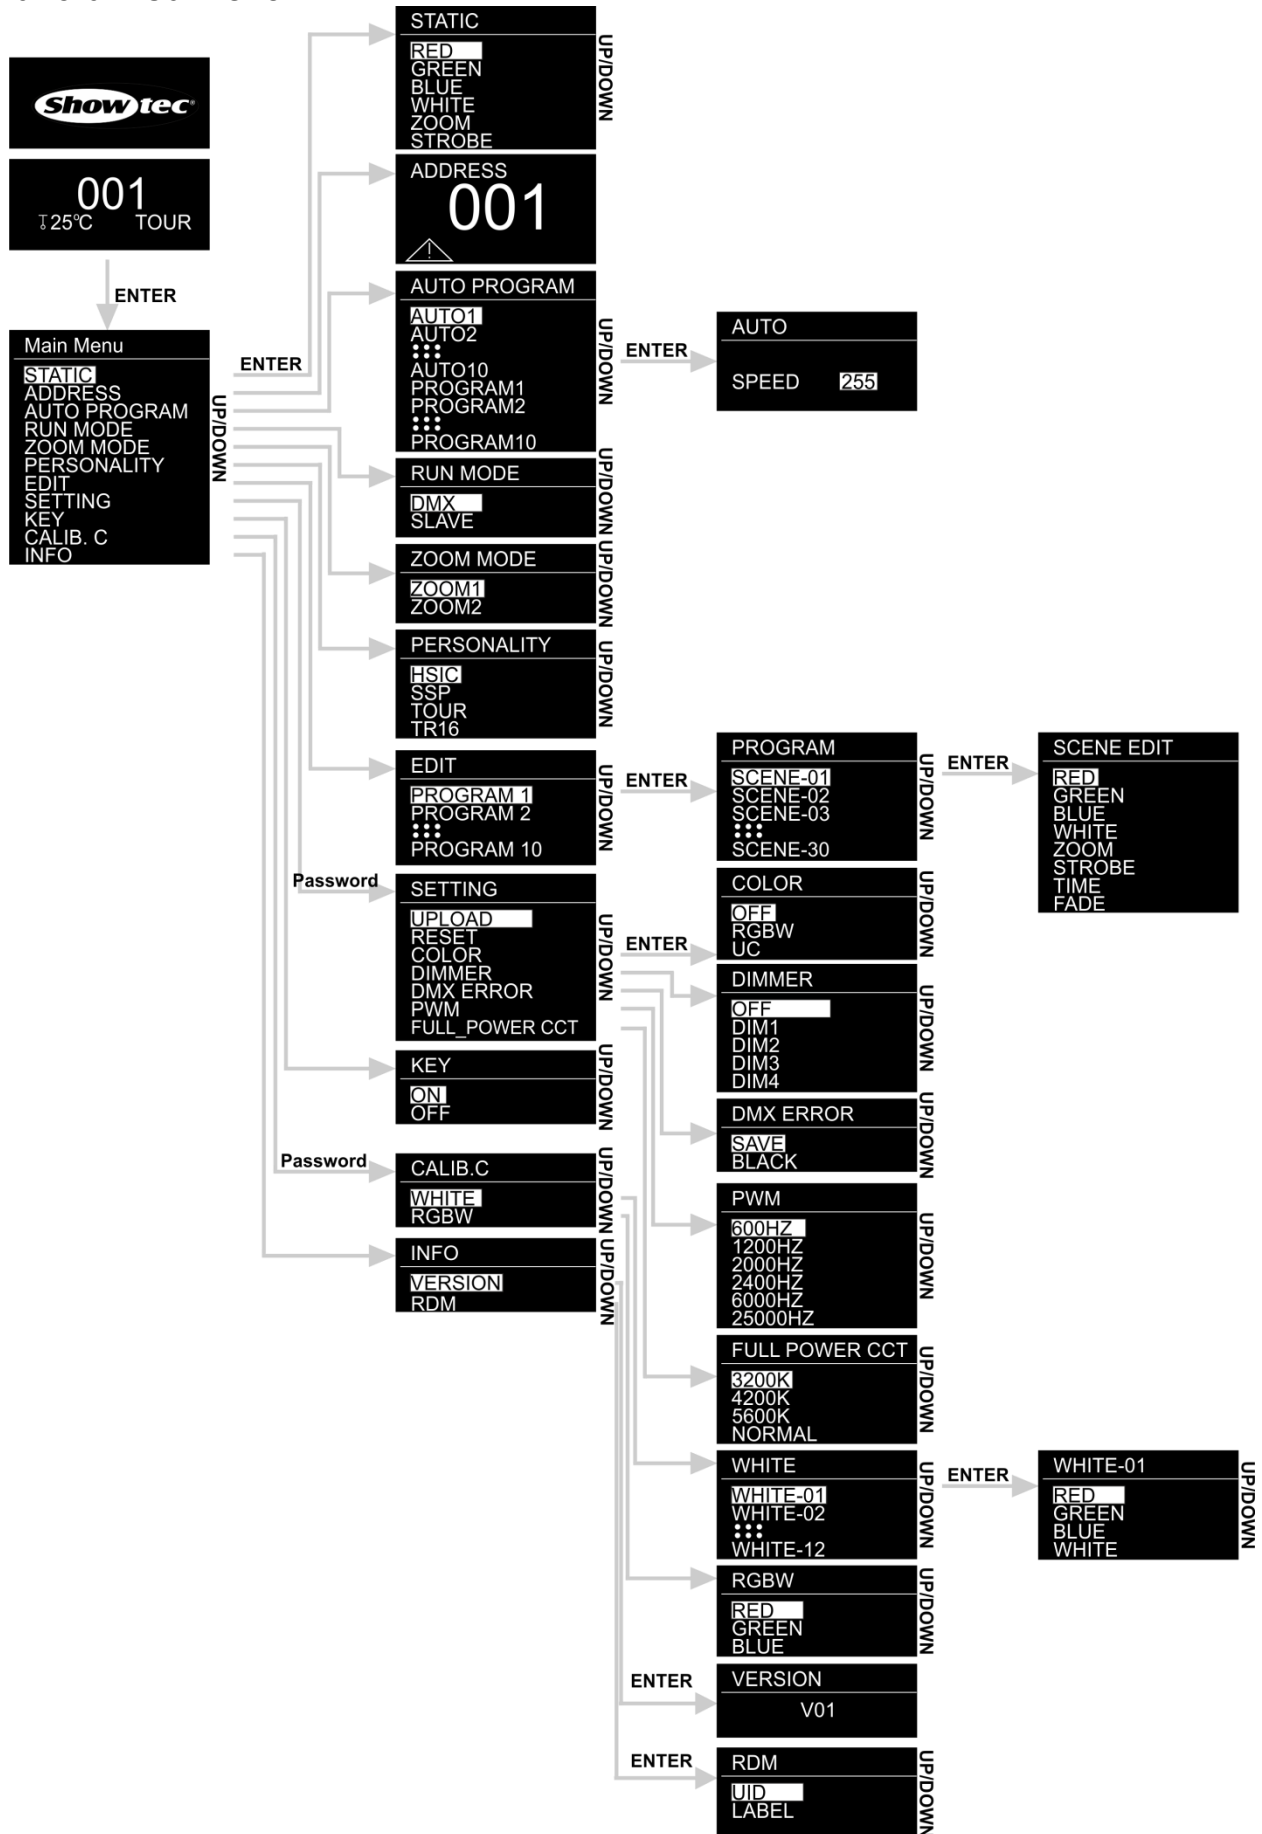 Showtec
001
25°C TOUR
ENTER
Main Menu
STATIC
ADDRESS
AUTO PROGRAM
RUN MODE
ZOOM MODE
PERSONALITY
EDIT
SETTING
KEY
CALIB. C
INFO
UP/DOWN
ENTER
STATIC
RED
GREEN
BLUE
WHITE
ZOOM
STROBE
UP/DOWN
ADDRESS
001
!
AUTO PROGRAM
AUTO1
AUTO2
AUTO10
PROGRAM1
PROGRAM2
PROGRAM10
UP/DOWN
ENTER
AUTO
SPEED 255
RUN MODE
DMX
SLAVE
UP/DOWN
ZOOM MODE
ZOOM1
ZOOM2
UP/DOWN
PERSONALITY
HSIC
SSP
TOUR
TR16
UP/DOWN
EDIT
PROGRAM 1
PROGRAM 2
PROGRAM 10
UP/DOWN
ENTER
PROGRAM
SCENE-01
SCENE-02
SCENE-03
SCENE-30
UP/DOWN
ENTER
SCENE EDIT
RED
GREEN
BLUE
WHITE
ZOOM
STROBE
TIME
FADE
Password
SETTING
UPLOAD
RESET
COLOR
DIMMER
DMX ERROR
PWM
FULL_POWER CCT
UP/DOWN
ENTER
COLOR
OFF
RGBW
UC
UP/DOWN
DIMMER
OFF
DIM1
DIM2
DIM3
DIM4
UP/DOWN
KEY
ON
OFF
UP/DOWN
DMX ERROR
SAVE
BLACK
UP/DOWN
Password
CALIB.C
WHITE
RGBW
UP/DOWN
PWM
600HZ
1200HZ
2000HZ
2400HZ
6000HZ
25000HZ
UP/DOWN
INFO
VERSION
RDM
UP/DOWN
FULL POWER CCT
3200K
4200K
5600K
NORMAL
UP/DOWN
WHITE
WHITE-01
WHITE-02
WHITE-12
UP/DOWN
ENTER
WHITE-01
RED
GREEN
BLUE
WHITE
UP/DOWN
RGBW
RED
GREEN
BLUE
UP/DOWN
ENTER
VERSION
V01
ENTER
RDM
UID
LABEL
UP/DOWN